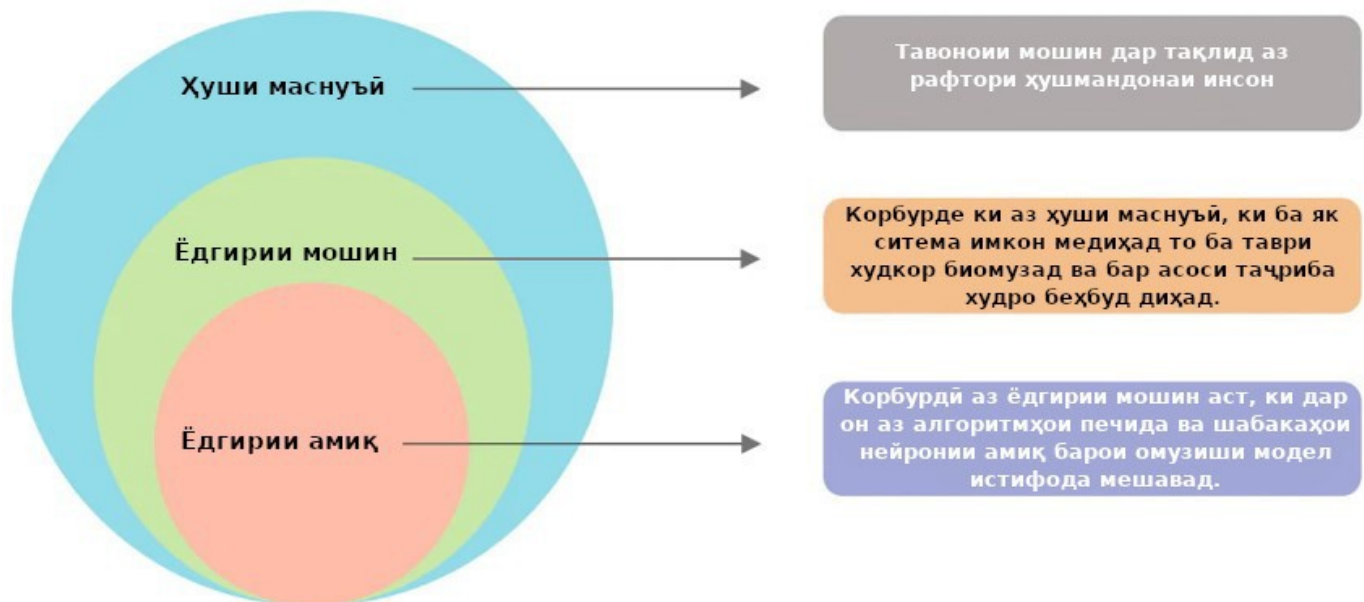 Ҳуши маснуъӣ
Тавоноии мошин дар тақлид аз
рафтори ҳушмандонаи инсон
Ёдгирии мошин
Корбурде ки аз ҳуши маснуъӣ, ки ба як
ситема имкон медиҳад то ба таври
худкор биомузад ва бар асоси таҷриба
худро беҳбуд диҳад.
Ёдгирии амиқ
Корбурдӣ аз ёдгирии мошин аст, ки дар
он аз алгоритмҳои печида ва шабакаҳои
нейронии амиқ барои омузиши модел
истифода мешавад.